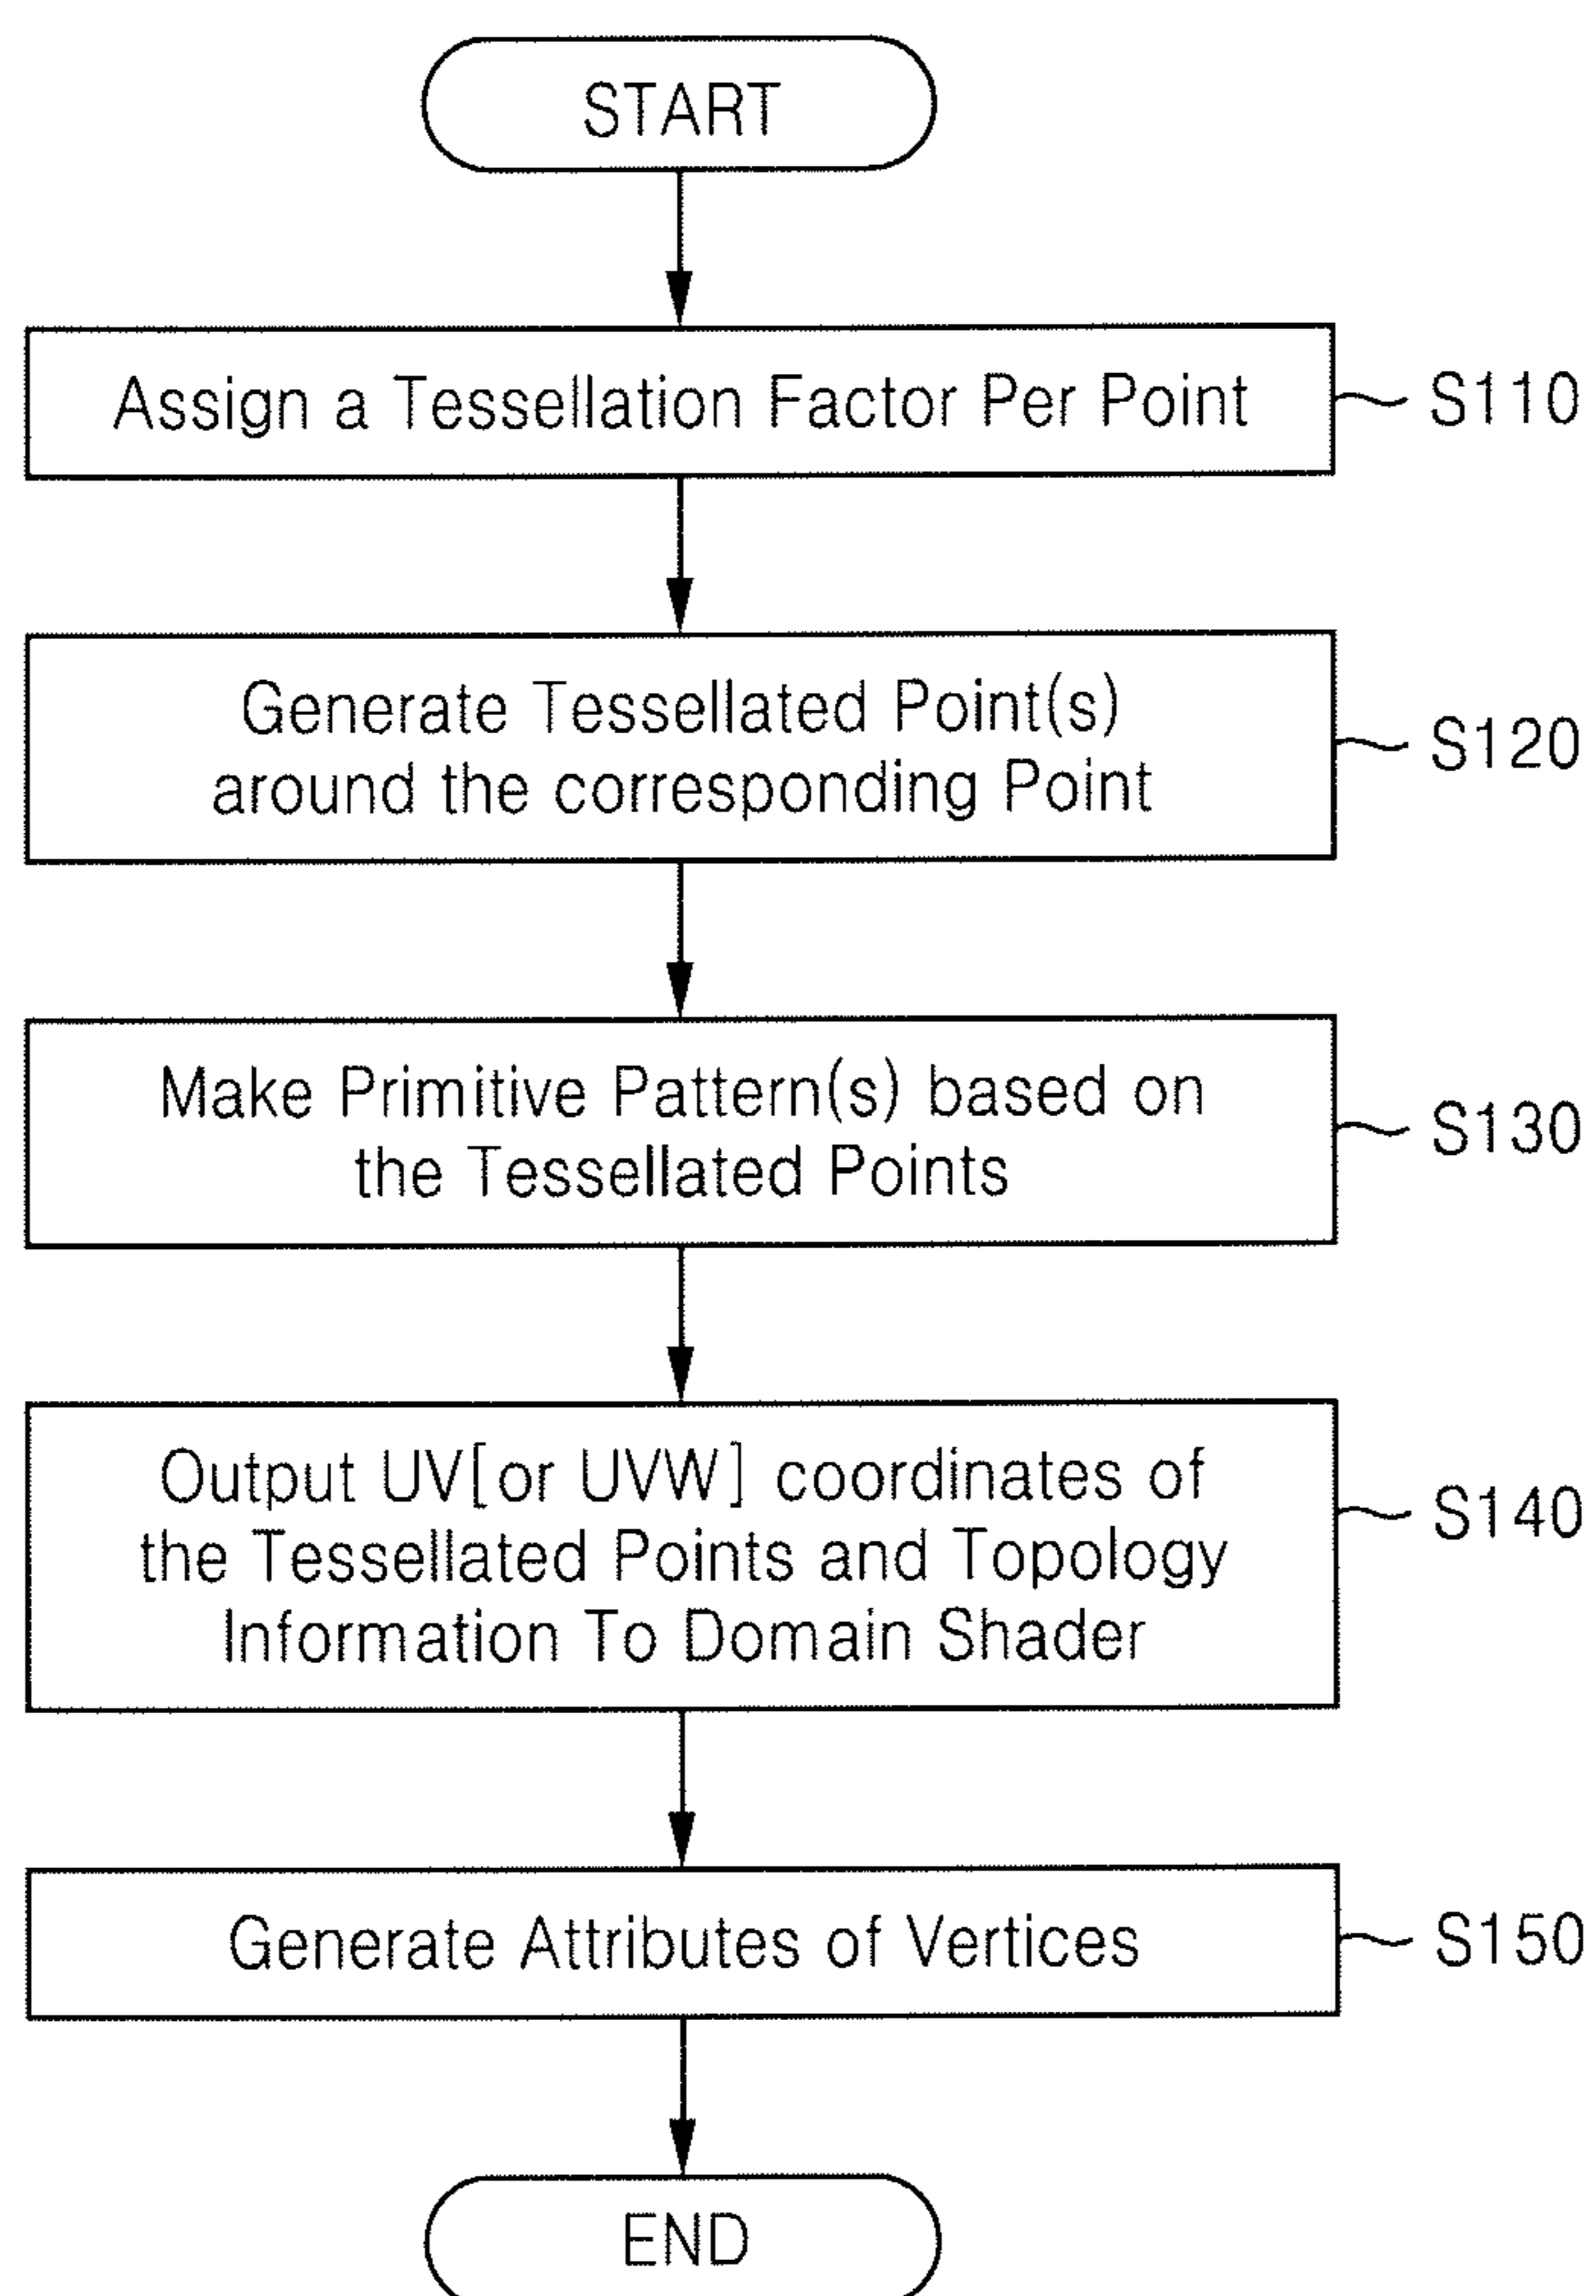 START
Assign a Tessellation Factor Per Point
S110
Generate Tessellated Point(s)
around the corresponding Point
S120
Make Primitive Pattern(s) based on
the Tessellated Points
S130
Output UV[or UVW] coordinates of
the Tessellated Points and Topology
Information To Domain Shader
S140
Generate Attributes of Vertices
S150
END